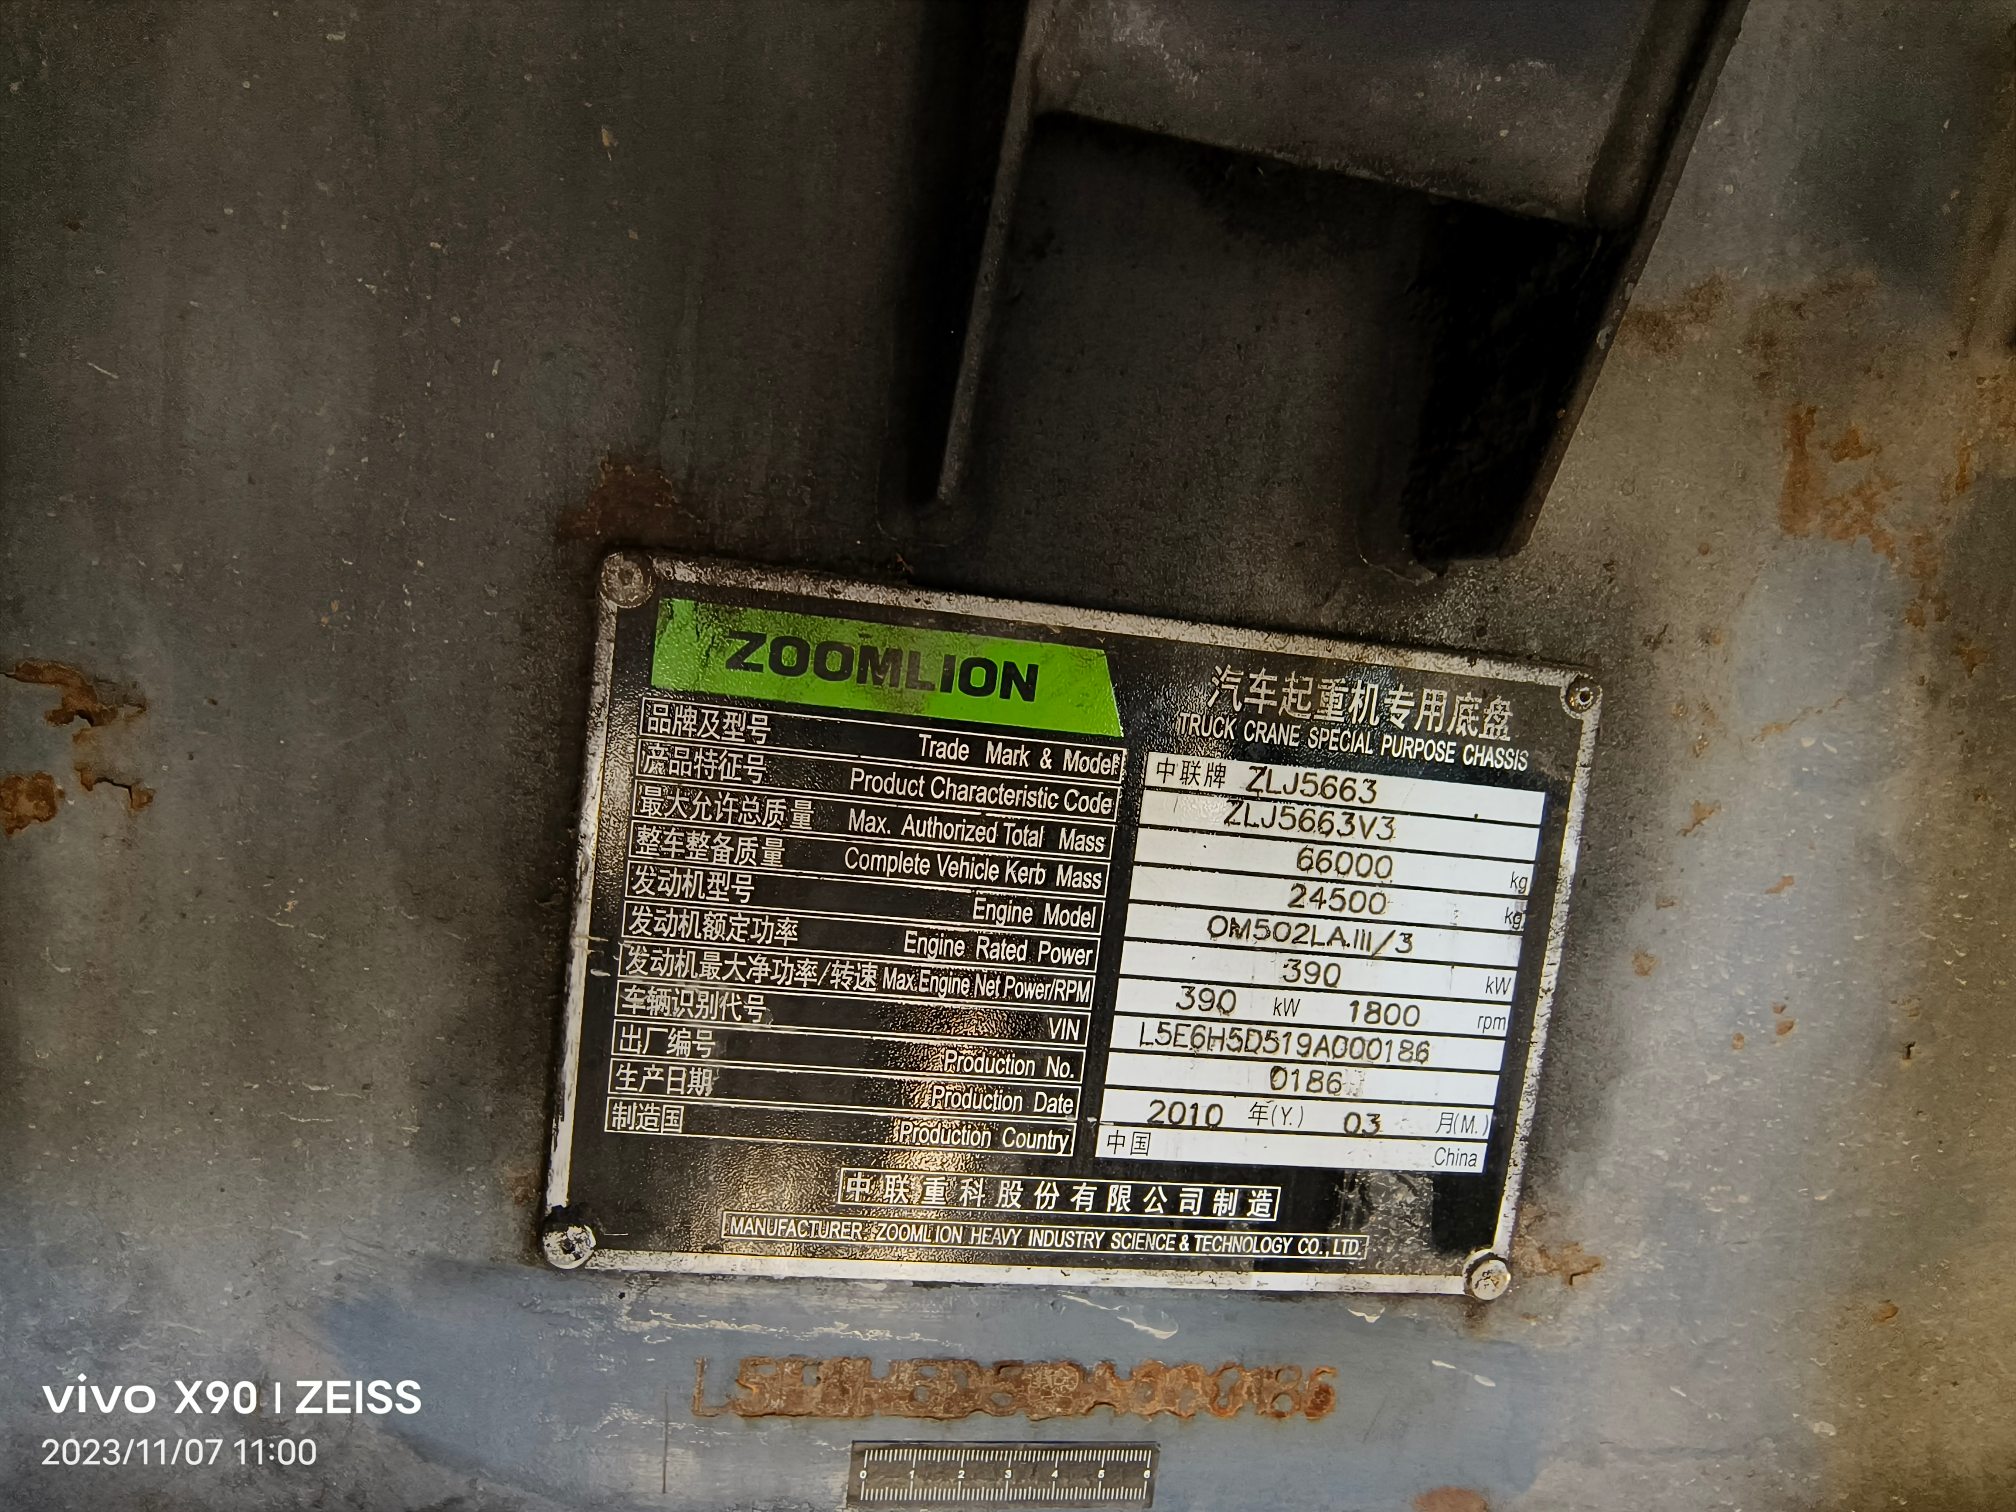 ZOOMLION
汽车起重机专用底盘
TRUCK CRANE SPECIAL PURPOSE CHASSIS
品牌及型号 Trade Mark & Model 中联牌 ZLJ5663
产品特征号 Product Characteristic Code ZLJ5663V3
最大允许总质量 Max. Authorized Total Mass 66000 kg
整车整备质量 Complete Vehicle Kerb Mass 24500 kg
发动机型号 Engine Model OM502LA.III/3
发动机额定功率 Engine Rated Power 390 kW
发动机最大净功率/转速 Max.Engine Net Power/RPM 390 kW 1800 rpm
车辆识别代号 VIN L5E6H5D519A000186
出厂编号 Production No. 0186
生产日期 Production Date 2010 年(Y.) 03 月(M.)
制造国 Production Country 中国 China
中联重科股份有限公司制造
MANUFACTURER: ZOOMLION HEAVY INDUSTRY SCIENCE & TECHNOLOGY CO., LTD.
0 1 2 3 4 5 6
vivo X90 | ZEISS
2023/11/07 11:00